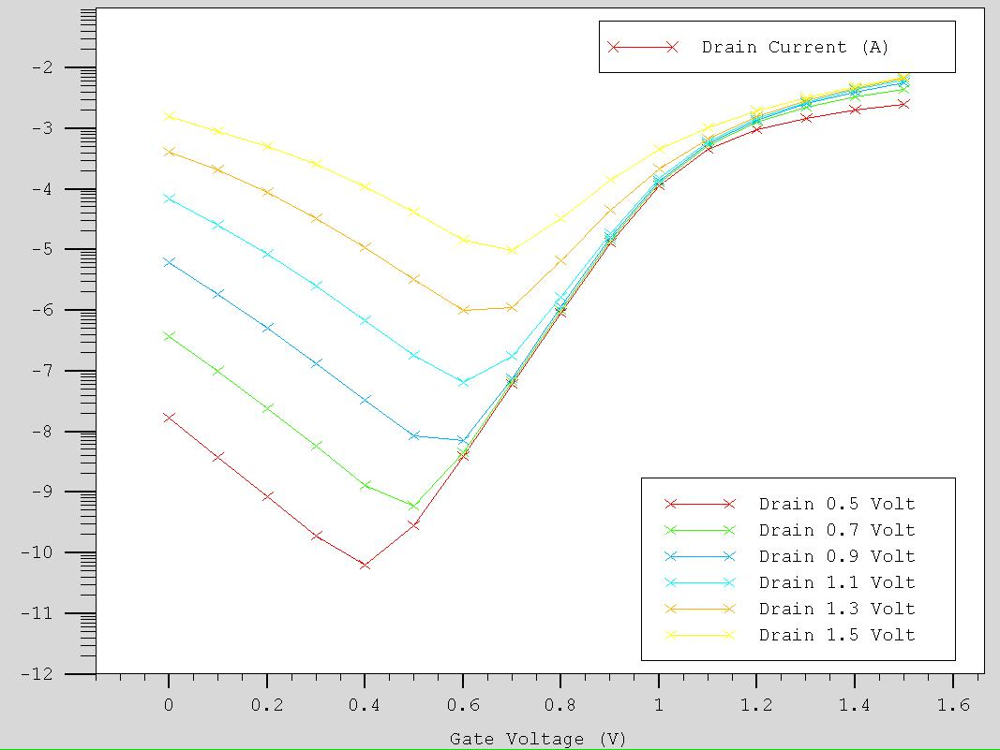 Drain Current (A)
-2
-3
-4
-5
-6
-7
-8
-9
-10
-11
-12
Drain 0.5 Volt
Drain 0.7 Volt
Drain 0.9 Volt
Drain 1.1 Volt
Drain 1.3 Volt
Drain 1.5 Volt
0 0.2 0.4 0.6 0.8 1 1.2 1.4 1.6
Gate Voltage (V)